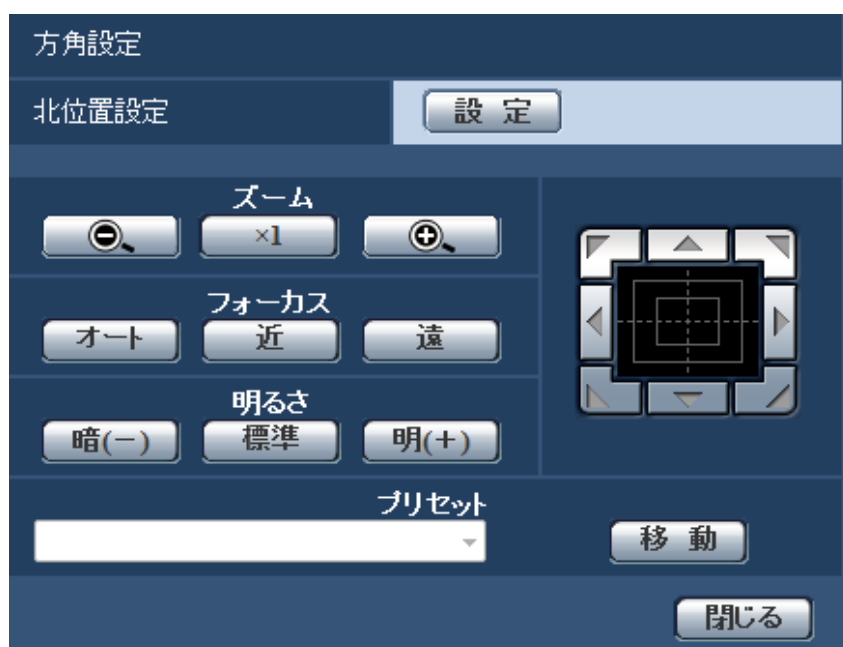 方角設定
北位置設定
設 定
ズーム
×1
フォーカス
オート 近 遠
明るさ
暗(－) 標準 明(＋)
プリセット
移 動
閉じる